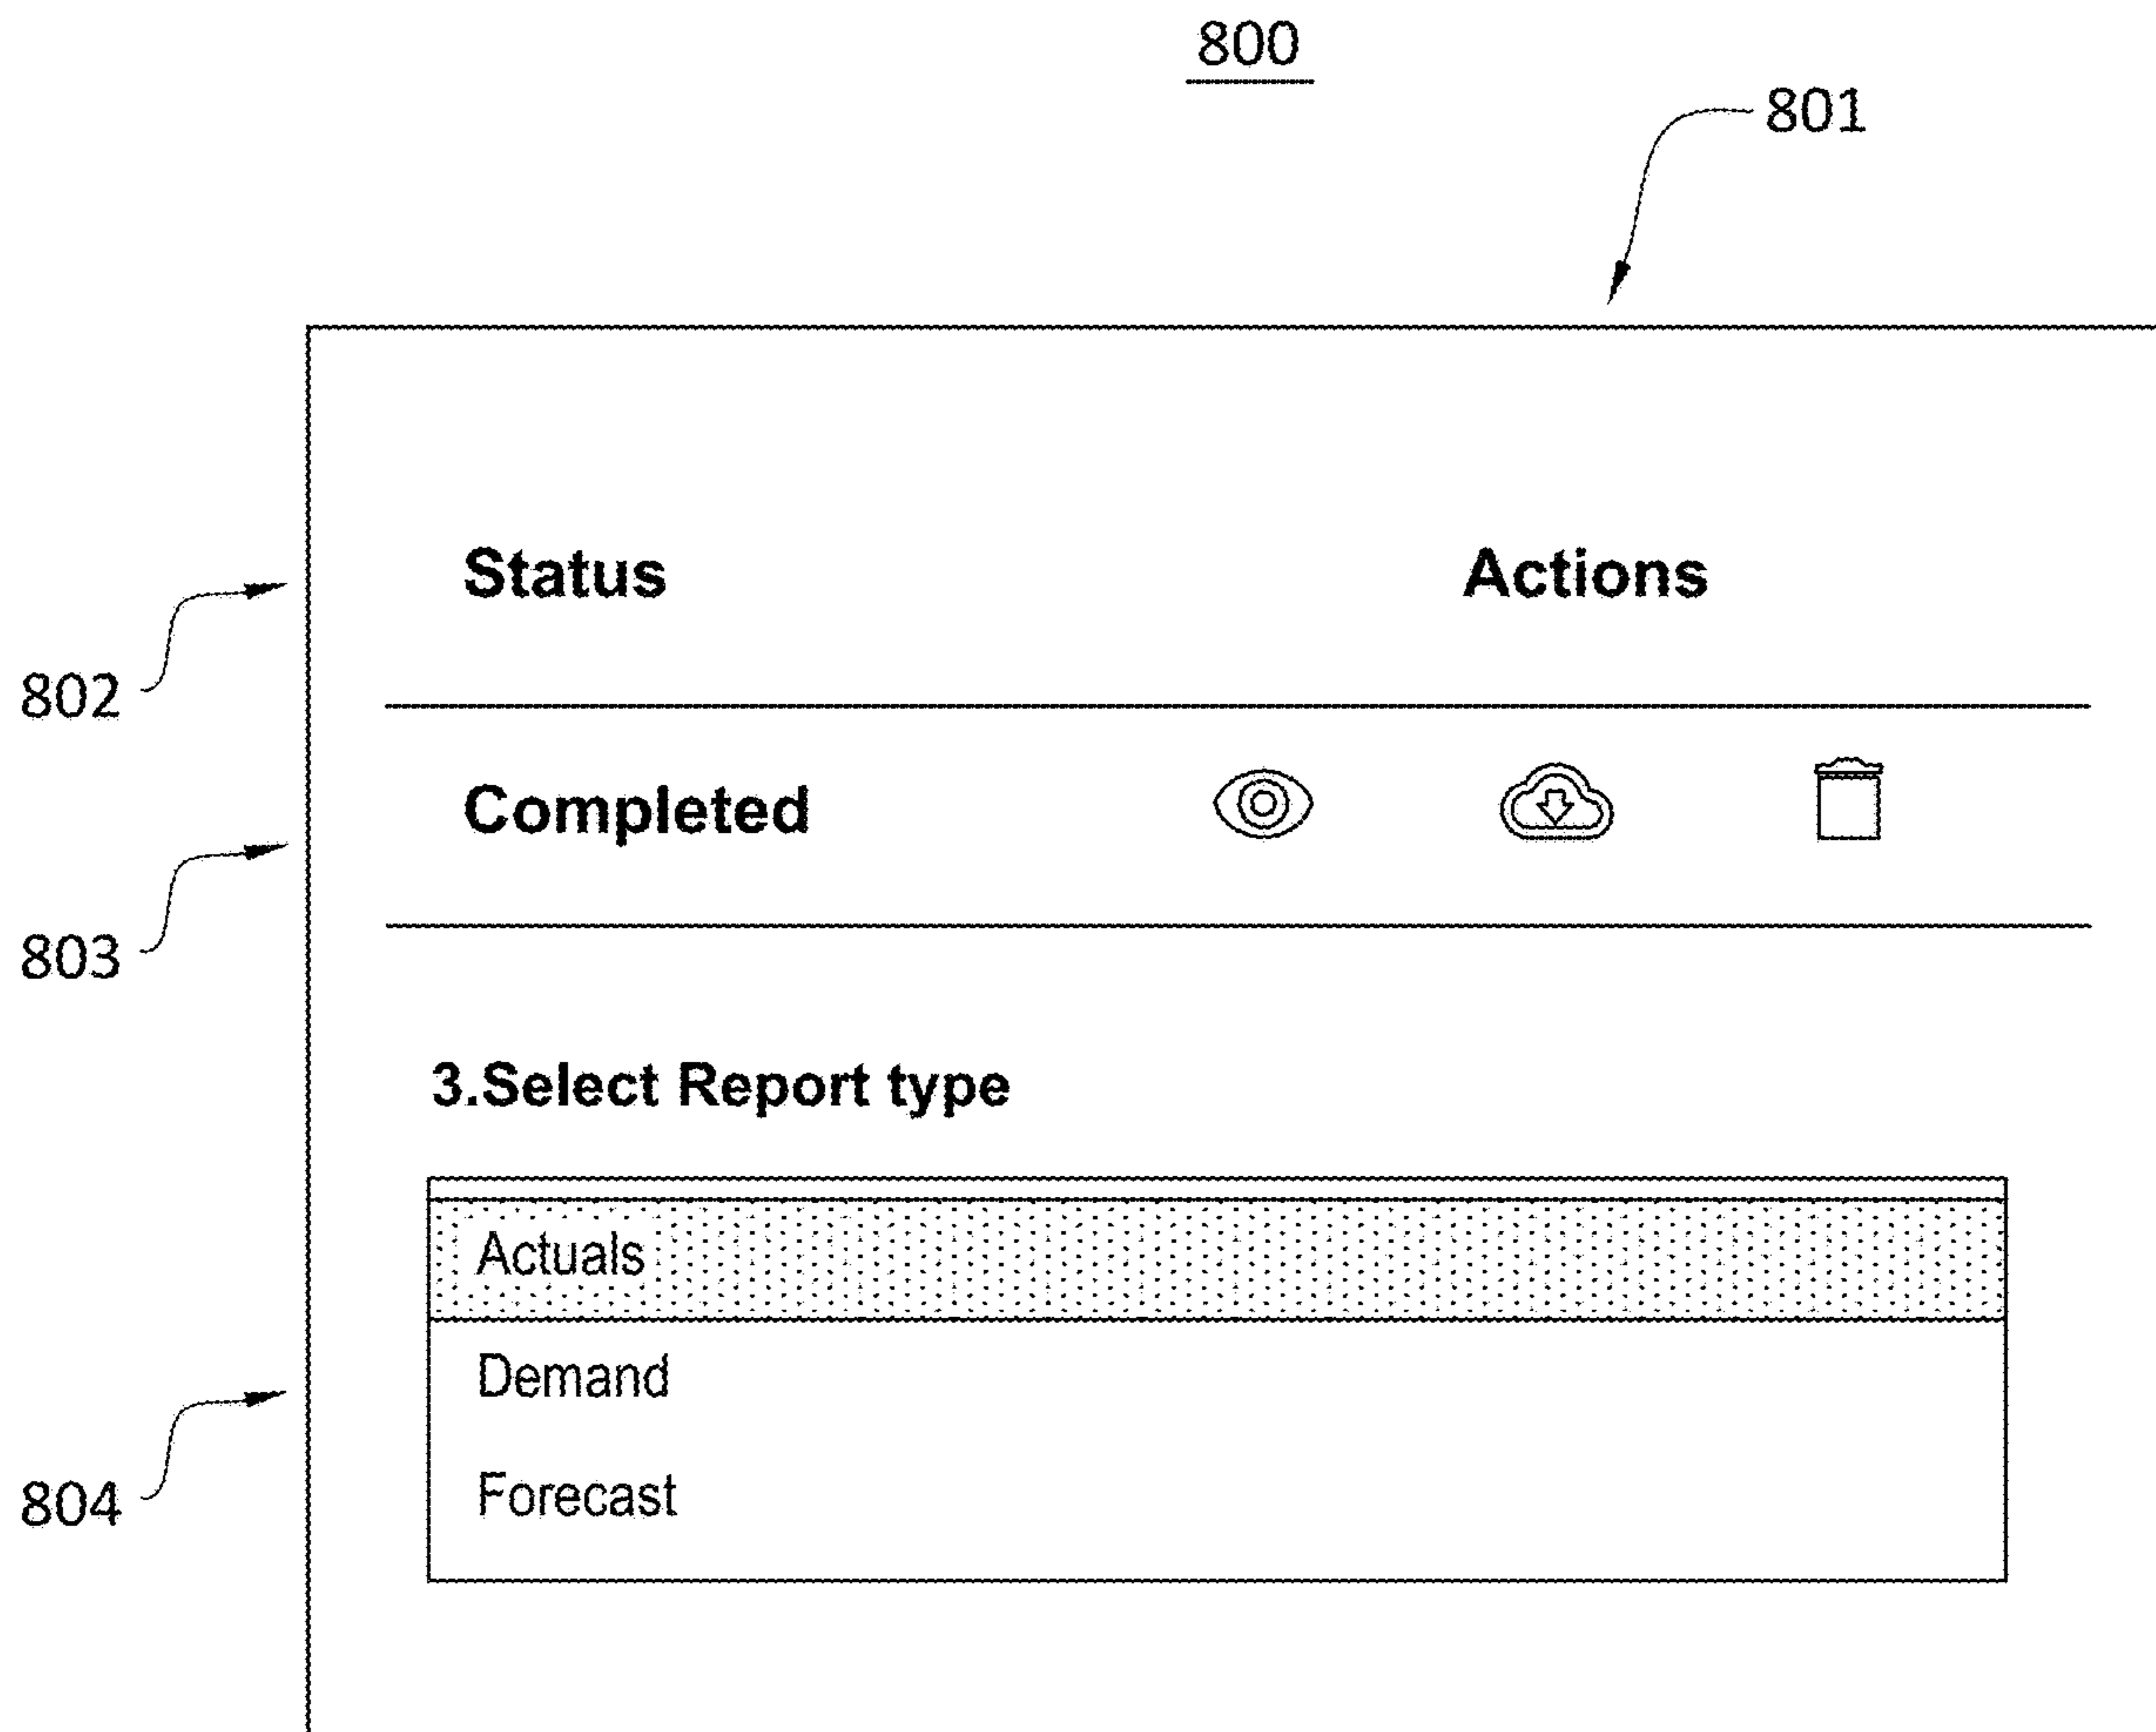 800
801
Status Actions
802
Completed
803
3.Select Report type
Actuals
Demand
804
Forecast